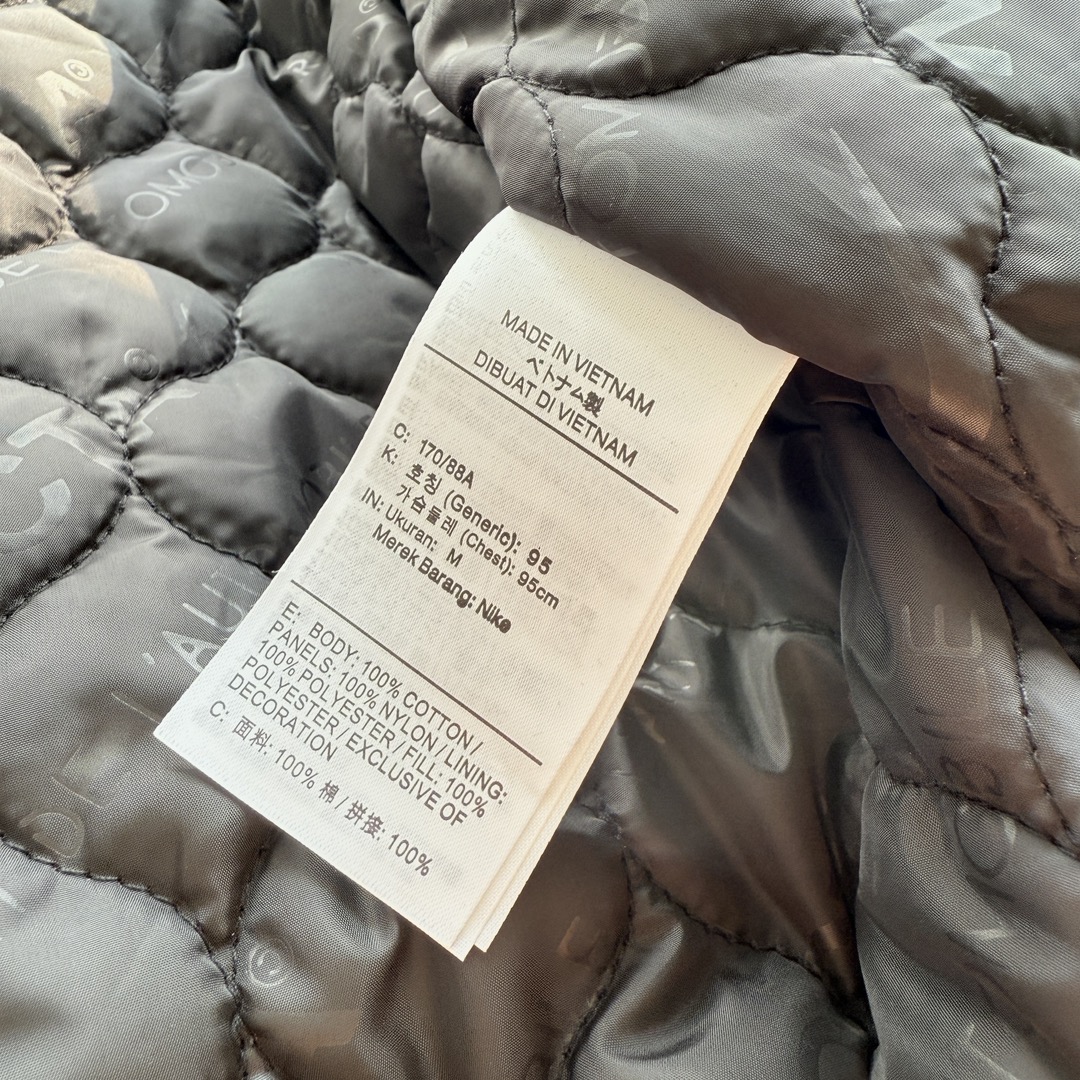 MADE IN VIETNAM
ベトナム製
DIBUAT DI VIETNAM
C: 170/88A
K: 호칭 (Generic): 95
가슴둘레 (Chest): 95cm
IN: Ukuran: M
Merek Barang: Nike
E: BODY: 100% COTTON/
PANELS: 100% NYLON/LINING:
100% POLYESTER/FILL: 100%
POLYESTER/EXCLUSIVE OF
DECORATION
C: 面料: 100% 棉/拼接: 100%